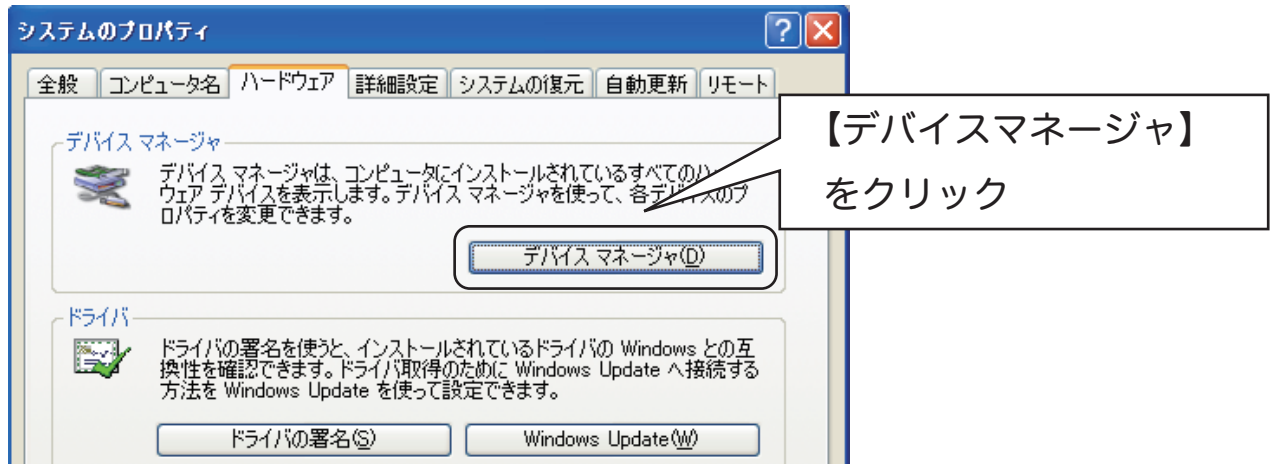 システムのプロパティ
全般 コンピュータ名 ハードウェア 詳細設定 システムの復元 自動更新 リモート
【デバイスマネージャ】
をクリック
デバイス マネージャ
デバイス マネージャは、コンピュータにインストールされているすべてのハ
ウェア デバイスを表示します。デバイス マネージャを使って、各デバイスのプ
ロパティを変更できます。
デバイス マネージャ(D)
ドライバ
ドライバの署名を使うと、インストールされているドライバの Windows との互
換性を確認できます。ドライバ取得のために Windows Update へ接続する
方法を Windows Update を使って設定できます。
ドライバの署名(S) Windows Update(W)